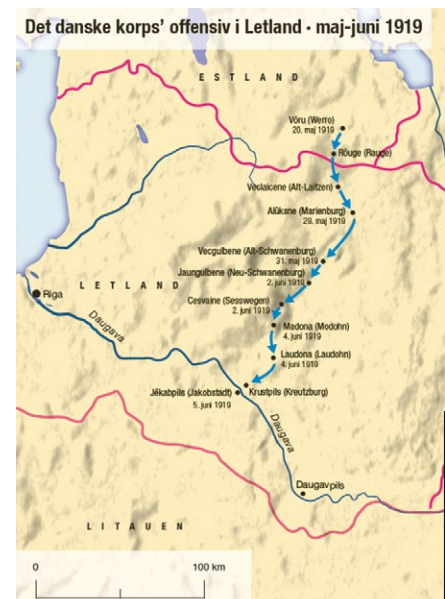 Det danske korps' offensiv i Letland · maj-juni 1919
ESTLAND
Võru (Werro)
20. maj 1919
Rõuge (Rauge)
Veclaicene (Alt-Laitzen)
Alūksne (Marienburg)
29. maj 1919
Vecgulbene (Alt-Schwanenburg)
31. maj 1919
Jaungulbene (Neu-Schwanenburg)
2. juni 1919
LETLAND
Cesvaine (Sesswegen)
2. juni 1919
Riga
Daugava
Madona (Modohn)
4. juni 1919
Laudona (Laudohn)
4. juni 1919
Jēkabpils (Jakobstadt)
5. juni 1919
Krustpils (Kreutzburg)
Daugava
Daugavpils
LITAUEN
0
100 km